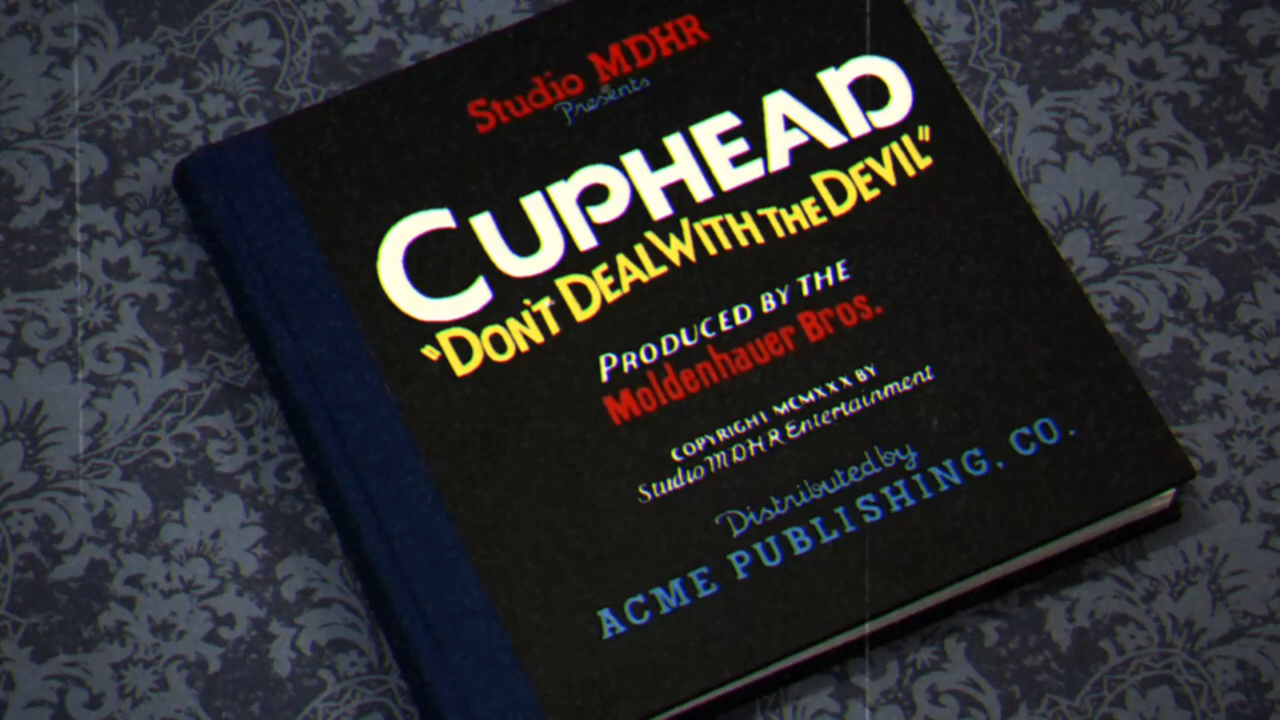 Studio MDHR
Presents
CUPHEAD
"DON'T DEAL WITH THE DEVIL"
PRODUCED BY THE
Moldenhauer Bros.
COPYRIGHT MCMXXX BY
Studio MDHR Entertainment
Distributed by
ACME PUBLISHING. CO.